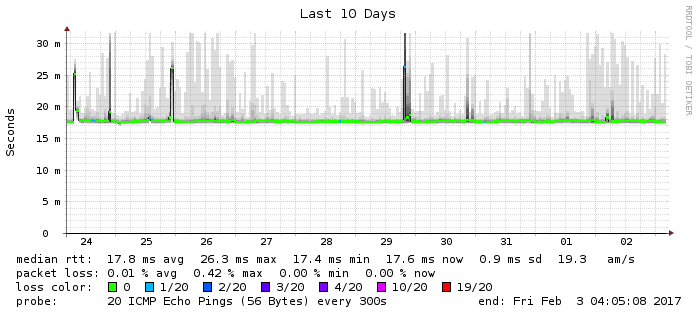 Last 10 Days
RRDTOOL / TOBI OETIKER
Seconds
30 m
25 m
20 m
15 m
10 m
5 m
0
24 25 26 27 28 29 30 31 01 02
median rtt: 17.8 ms avg 26.3 ms max 17.4 ms min 17.6 ms now 0.9 ms sd 19.3 am/s
packet loss: 0.01 % avg 0.42 % max 0.00 % min 0.00 % now
loss color: 0 1/20 2/20 3/20 4/20 10/20 19/20
probe: 20 ICMP Echo Pings (56 Bytes) every 300s end: Fri Feb 3 04:05:08 2017